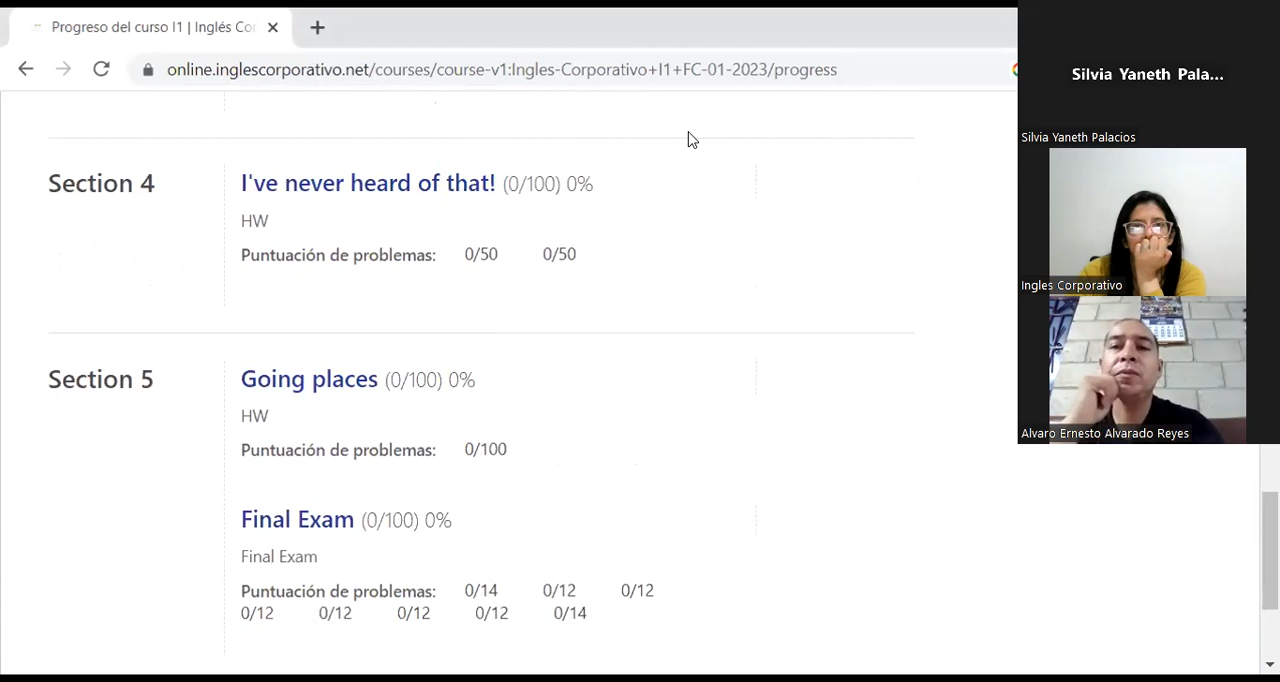 Progreso del curso I1 | Inglés Co
online.inglescorporativo.net/courses/course-v1:Ingles-Corporativo+I1+FC-01-2023/progress
Silvia Yaneth Pala...
Silvia Yaneth Palacios
Section 4
I've never heard of that! (0/100) 0%
HW
Puntuación de problemas: 0/50 0/50
Ingles Corporativo
Section 5
Going places (0/100) 0%
HW
Puntuación de problemas: 0/100
Alvaro Ernesto Alvarado Reyes
Final Exam (0/100) 0%
Final Exam
Puntuación de problemas: 0/14 0/12 0/12
0/12 0/12 0/12 0/12 0/14